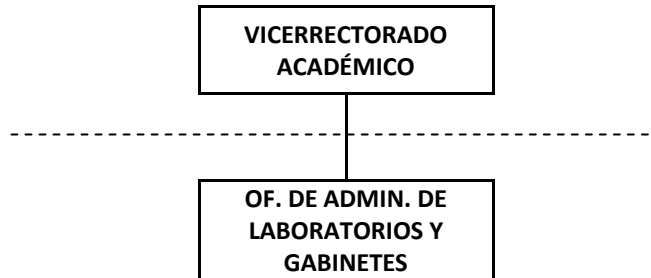 VICERRECTORADO
ACADÉMICO
OF. DE ADMIN. DE
LABORATORIOS Y
GABINETES